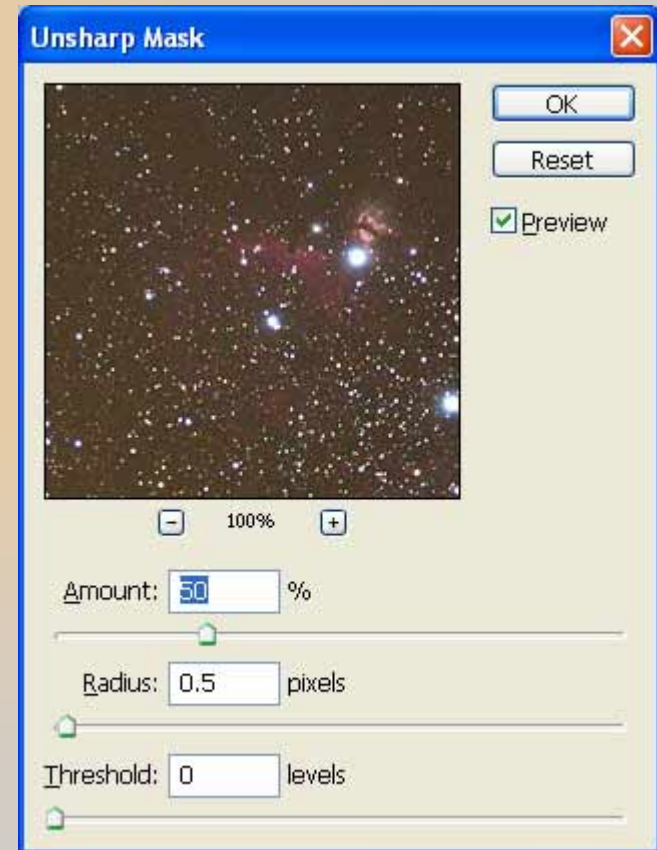 Unsharp Mask
OK
Reset
Preview
100%
Amount: 50 %
Radius: 0.5 pixels
Threshold: 0 levels